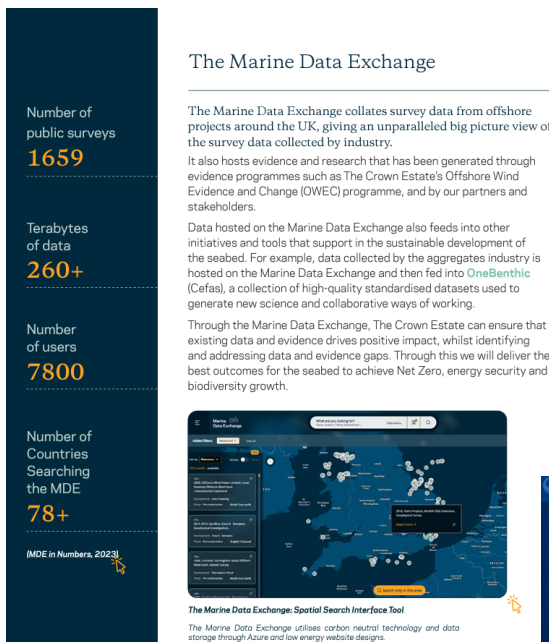 The Marine Data Exchange
Number of
public surveys
1659
Terabytes
of data
260+
Number
of users
7800
Number of
Countries
Searching
the MDE
78+
(MDE in Numbers, 2023)
The Marine Data Exchange collates survey data from offshore
projects around the UK, giving an unparalleled big picture view of
the survey data collected by industry.
It also hosts evidence and research that has been generated through
evidence programmes such as The Crown Estate's Offshore Wind
Evidence and Change (OWEC) programme, and by our partners and
stakeholders.
Data hosted on the Marine Data Exchange also feeds into other
initiatives and tools that support in the sustainable development of
the seabed. For example, data collected by the aggregates industry is
hosted on the Marine Data Exchange and then fed into OneBenthic
(Cefas), a collection of high-quality standardised datasets used to
generate new science and collaborative ways of working.
Through the Marine Data Exchange, The Crown Estate can ensure that
existing data and evidence drives positive impact, whilst identifying
and addressing data and evidence gaps. Through this we will deliver the
best outcomes for the seabed to achieve Net Zero, energy security and
biodiversity growth.
Marine
Data Exchange
What are you looking for?
Added filters
Search only in this area
The Marine Data Exchange: Spatial Search Interface Tool
The Marine Data Exchange utilises carbon neutral technology and data
storage through Azure and low energy website designs.